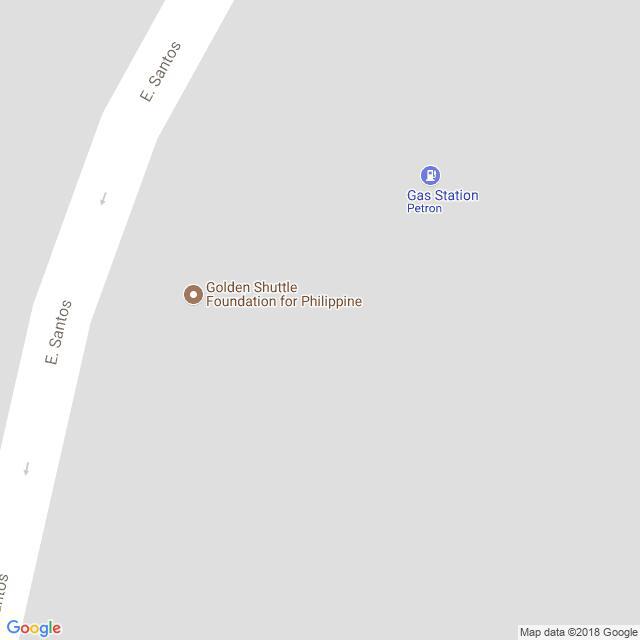 E. Santos
Gas Station
Petron
Golden Shuttle
Foundation for Philippine
E. Santos
Google
Map data ©2018 Google